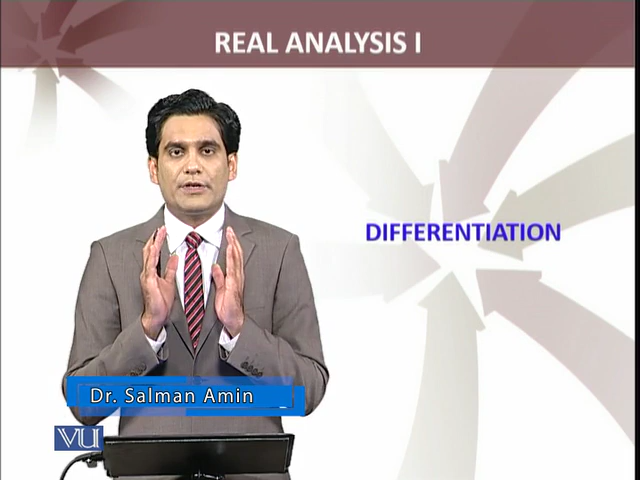 REAL ANALYSIS I
DIFFERENTIATION
Dr. Salman Amin
VU